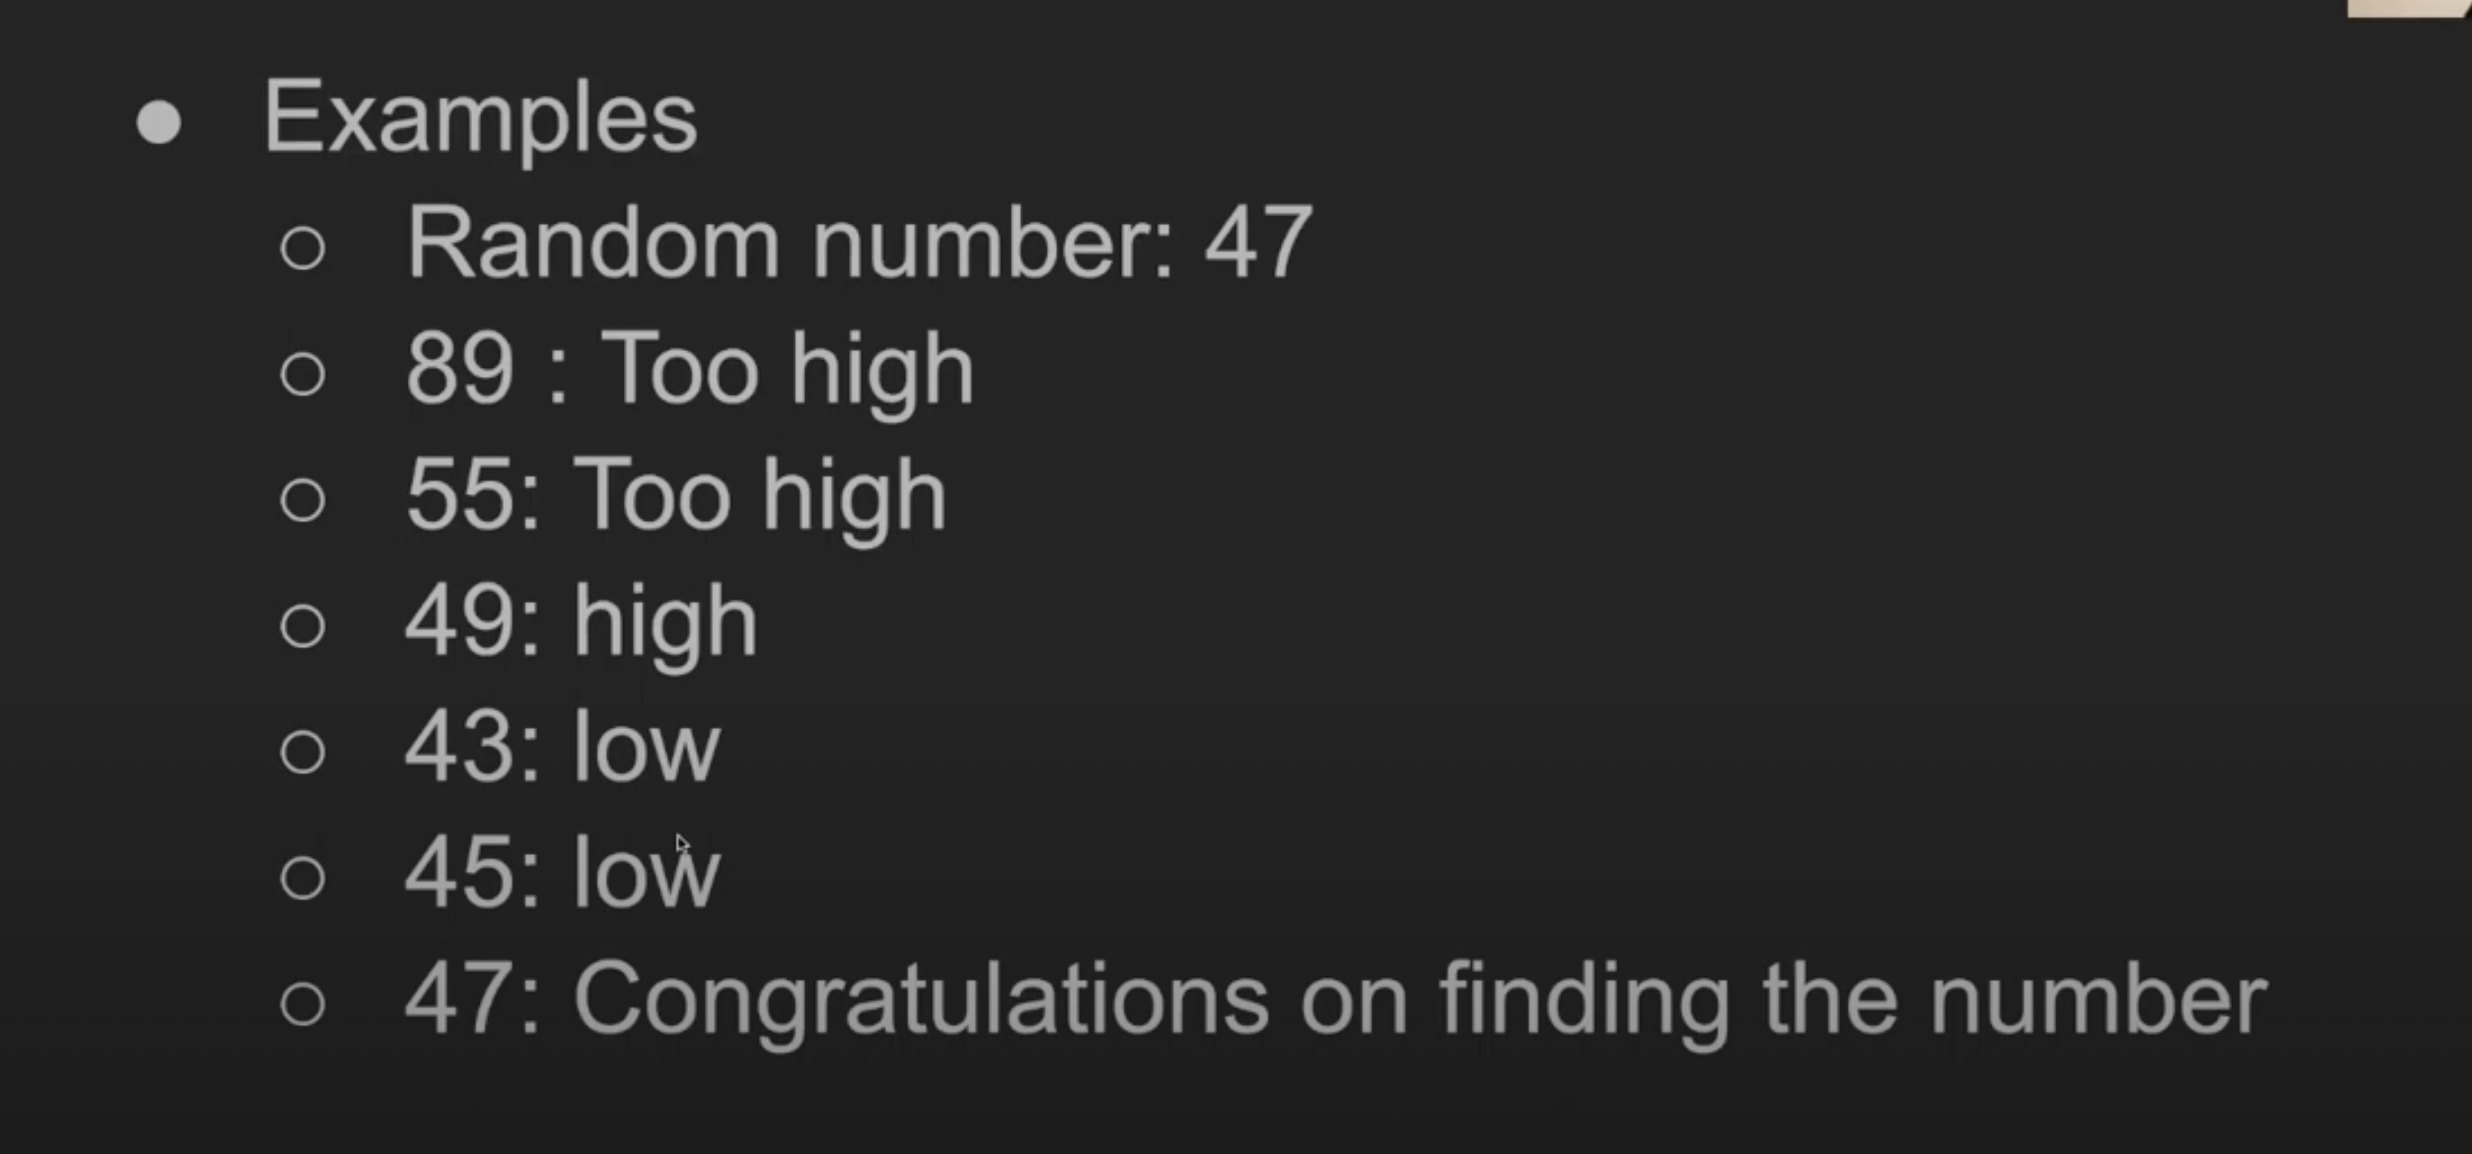 Examples
Random number: 47
89 : Too high
55: Too high
49: high
43: low
45: low
47: Congratulations on finding the number